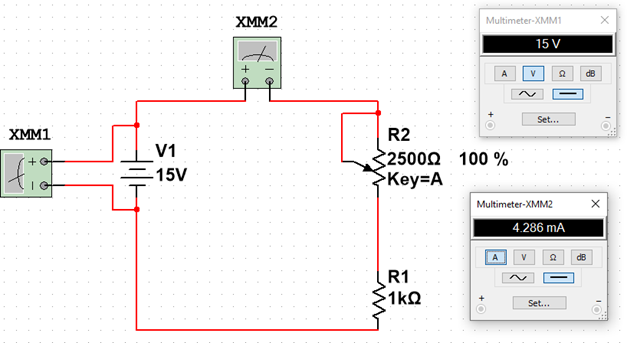 XMM2
+ −
XMM1
+
−
V1
15V
R2
2500Ω 100 %
Key=A
R1
1kΩ
Multimeter-XMM1
15 V
A V Ω dB
+ Set... −
Multimeter-XMM2
4.286 mA
A V Ω dB
+ Set... −